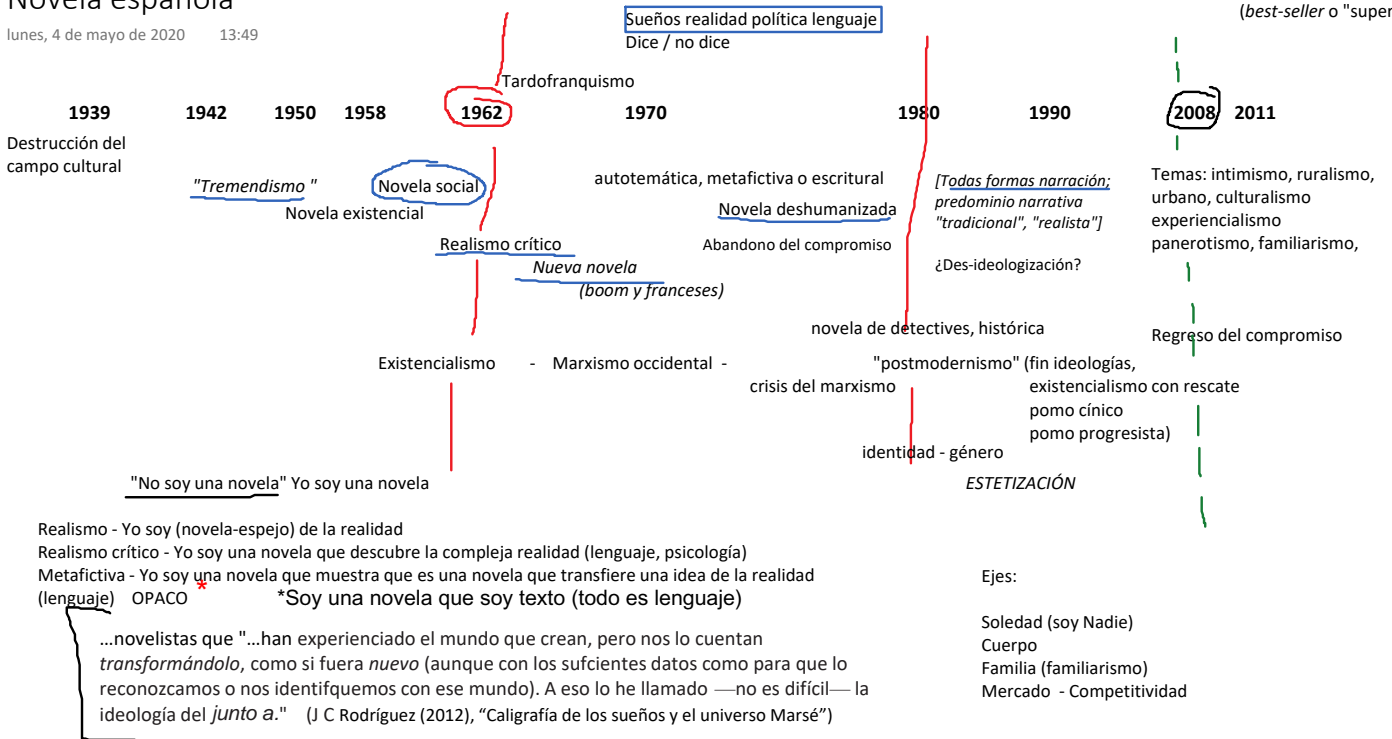 Novela española
lunes, 4 de mayo de 2020 13:49
(best-seller o "super
Sueños realidad política lenguaje
Dice / no dice
Tardofranquismo
1939 1942 1950 1958 1962 1970 1980 1990 2008 2011
Destrucción del
campo cultural
"Tremendismo "
Novela social
Novela existencial
Realismo crítico
Nueva novela
(boom y franceses)
autotemática, metafictiva o escritural
Novela deshumanizada
Abandono del compromiso
[Todas formas narración;
predominio narrativa
"tradicional", "realista"]
¿Des-ideologización?
Temas: intimismo, ruralismo,
urbano, culturalismo
experiencialismo
panerotismo, familiarismo,
novela de detectives, histórica
Regreso del compromiso
Existencialismo - Marxismo occidental - "postmodernismo" (fin ideologías,
crisis del marxismo existencialismo con rescate
pomo cínico
pomo progresista)
identidad - género
"No soy una novela" Yo soy una novela
ESTETIZACIÓN
Realismo - Yo soy (novela-espejo) de la realidad
Realismo crítico - Yo soy una novela que descubre la compleja realidad (lenguaje, psicología)
Metafictiva - Yo soy una novela que muestra que es una novela que transfiere una idea de la realidad
(lenguaje) OPACO * *Soy una novela que soy texto (todo es lenguaje)
...novelistas que "...han experienciado el mundo que crean, pero nos lo cuentan
transformándolo, como si fuera nuevo (aunque con los sufcientes datos como para que lo
reconozcamos o nos identifquemos con ese mundo). A eso lo he llamado —no es difícil— la
ideología del junto a." (J C Rodríguez (2012), “Caligrafía de los sueños y el universo Marsé”)
Ejes:
Soledad (soy Nadie)
Cuerpo
Familia (familiarismo)
Mercado - Competitividad